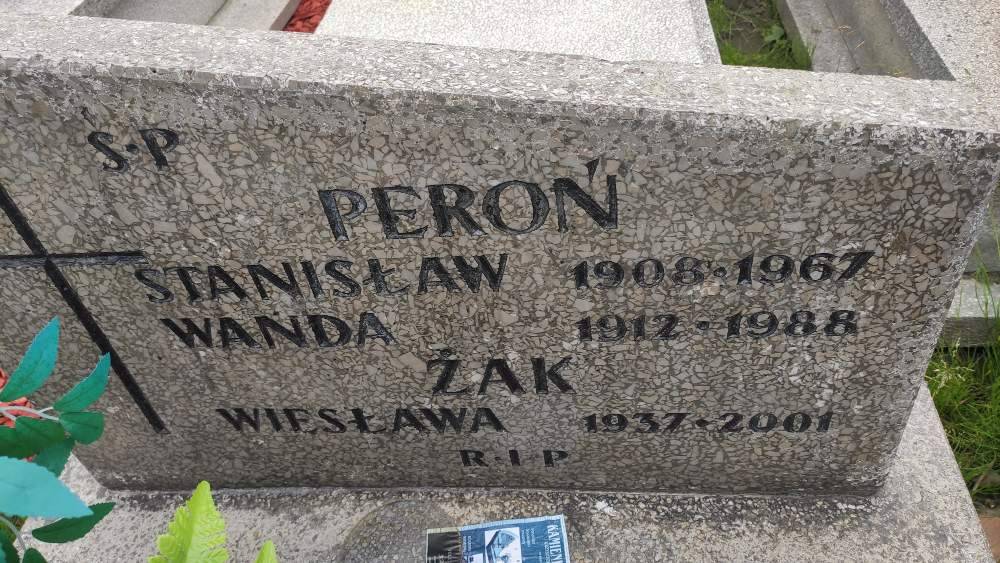 Ś·P
PEROŃ
STANISŁAW 1908·1967
WANDA 1912·1988
ŻAK
WIESŁAWA 1937·2001
R·I·P